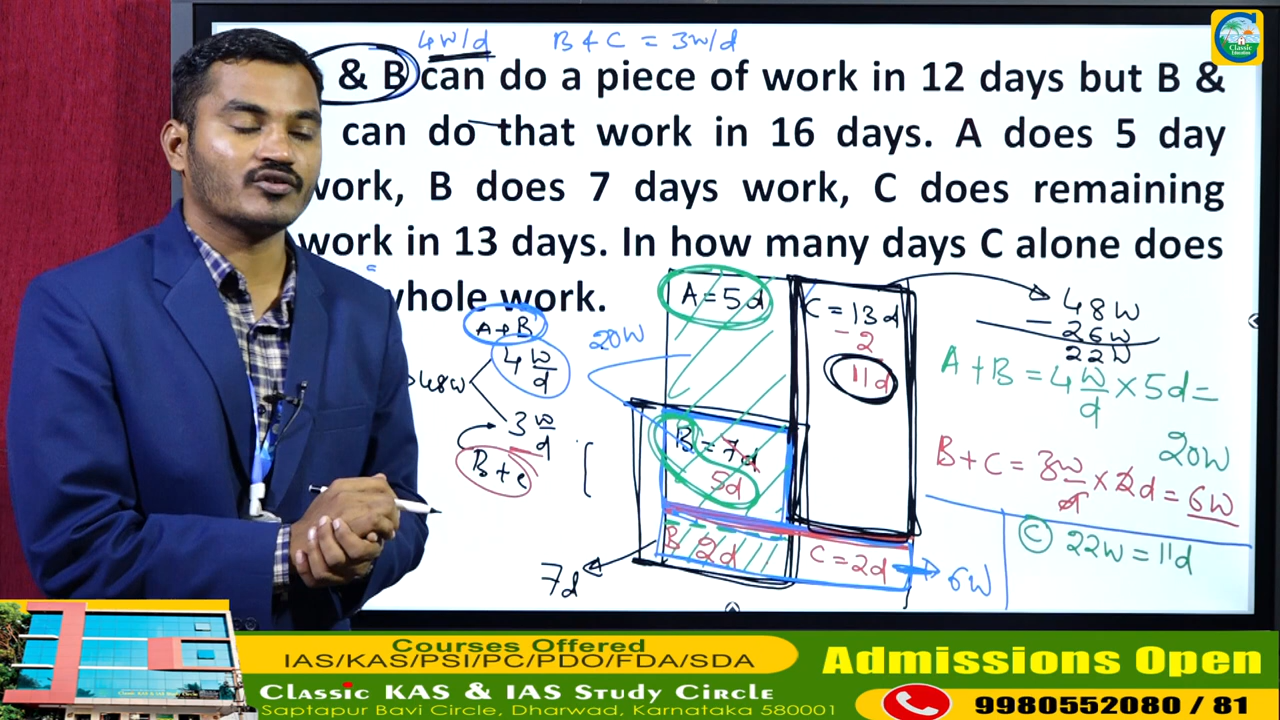 4w/d B & C = 3w/d
& B can do a piece of work in 12 days but B &
can do that work in 16 days. A does 5 day
work, B does 7 days work, C does remaining
work in 13 days. In how many days C alone does
whole work.
A+B
4 w/d
48w
3 w/d
B+c
20w
A = 5d
B = 7d
5d
B 2d
7d
C = 13d
- 2
11d
C = 2d
6w
48w
- 26w
22w
A + B = 4 w/d × 5d =
20w
B + C = 3w/d × 2d = 6w
C 22w = 11d
Classic
Education
Courses Offered
IAS/KAS/PSI/PC/PDO/FDA/SDA
Classic KAS & IAS Study Circle
Saptapur Bavi Circle, Dharwad, Karnataka 580001
Admissions Open
9980552080 / 81